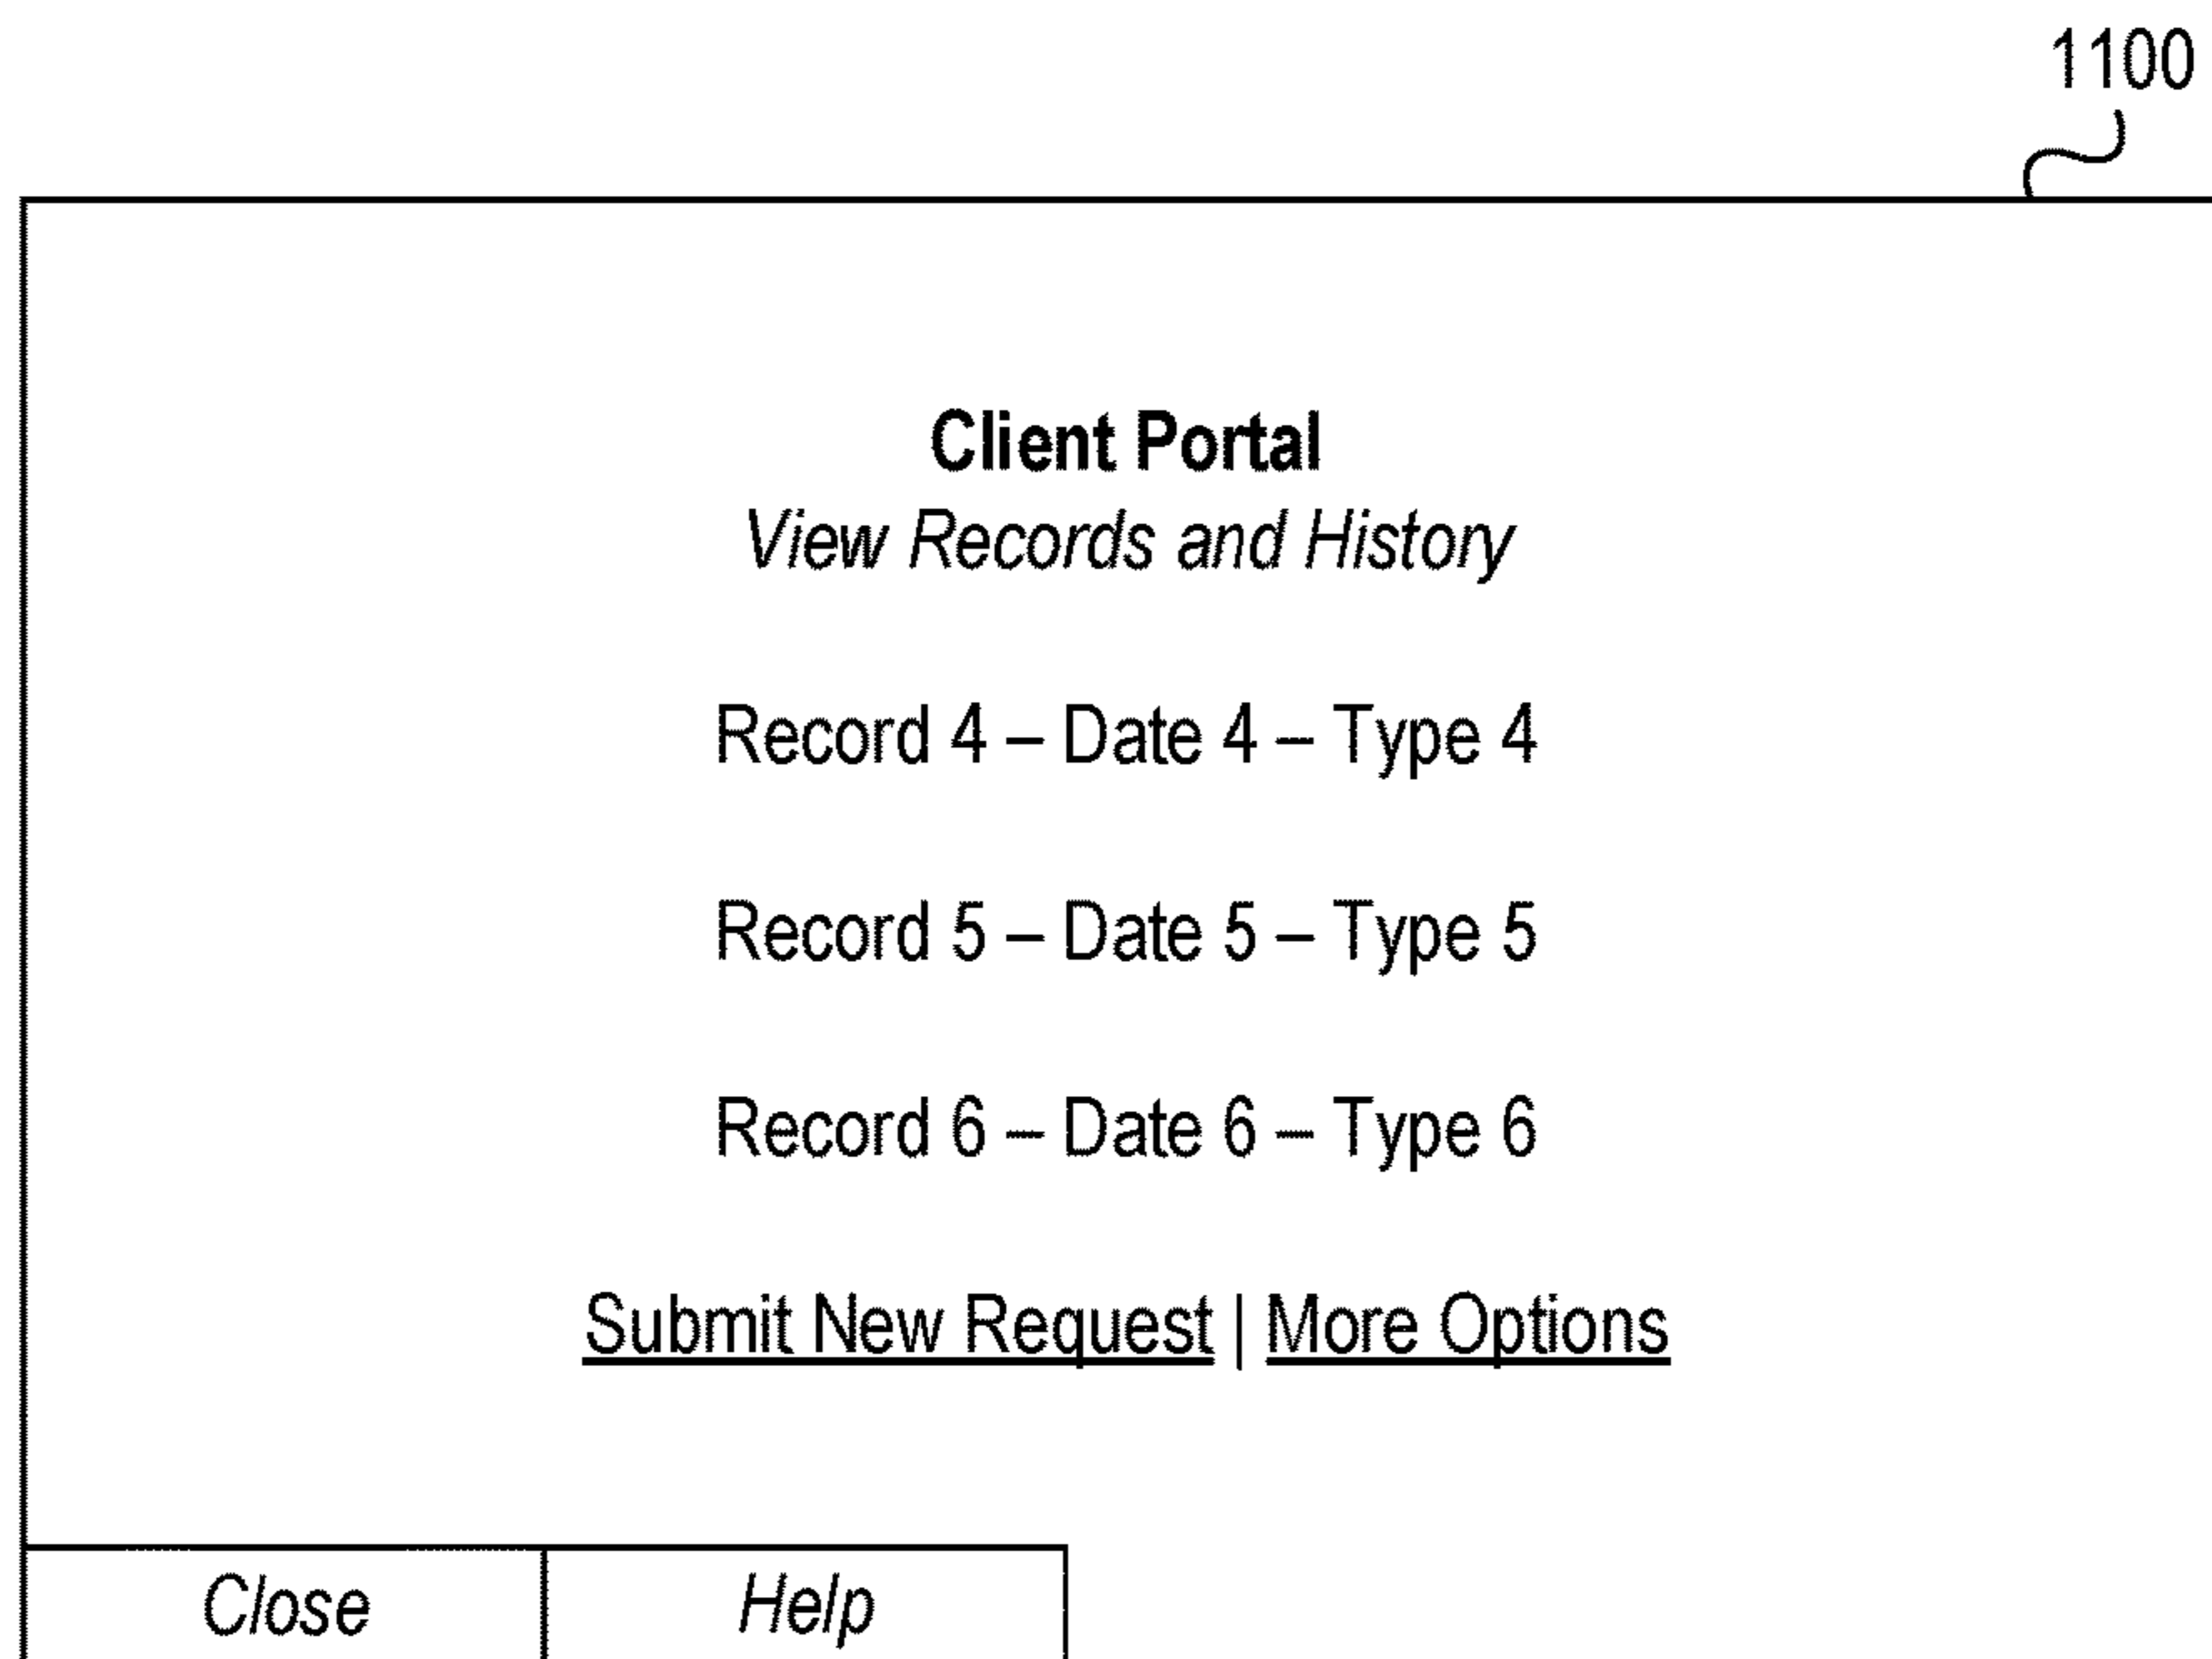 1100
Client Portal
View Records and History
Record 4 – Date 4 – Type 4
Record 5 – Date 5 – Type 5
Record 6 – Date 6 – Type 6
Submit New Request | More Options
Close Help